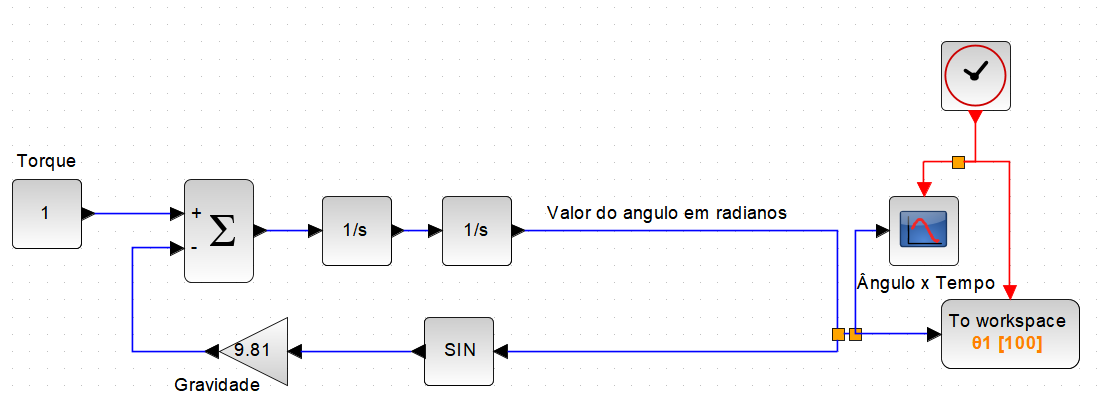 Torque
1
+
-
Σ
1/s
1/s
Valor do angulo em radianos
Ângulo x Tempo
To workspace
θ1 [100]
SIN
9.81
Gravidade